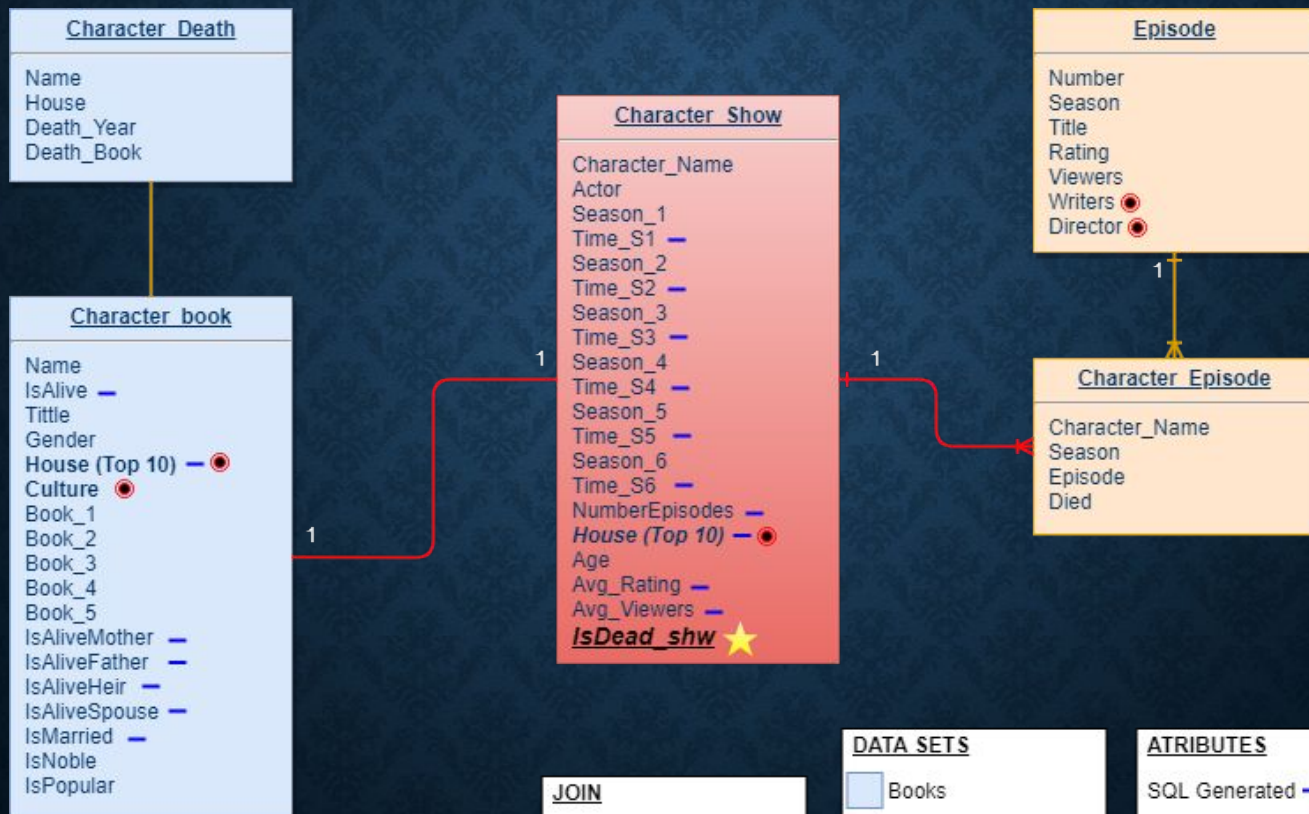 Character_Death
Name
House
Death_Year
Death_Book
Character_book
Name
IsAlive
Tittle
Gender
House (Top 10)
Culture
Book_1
Book_2
Book_3
Book_4
Book_5
IsAliveMother
IsAliveFather
IsAliveHeir
IsAliveSpouse
IsMarried
IsNoble
IsPopular
1
1
Character_Show
Character_Name
Actor
Season_1
Time_S1
Season_2
Time_S2
Season_3
Time_S3
Season_4
Time_S4
Season_5
Time_S5
Season_6
Time_S6
NumberEpisodes
House (Top 10)
Age
Avg_Rating
Avg_Viewers
IsDead_shw
1
Episode
Number
Season
Title
Rating
Viewers
Writers
Director
1
Character_Episode
Character_Name
Season
Episode
Died
JOIN
DATA SETS
Books
ATRIBUTES
SQL Generated